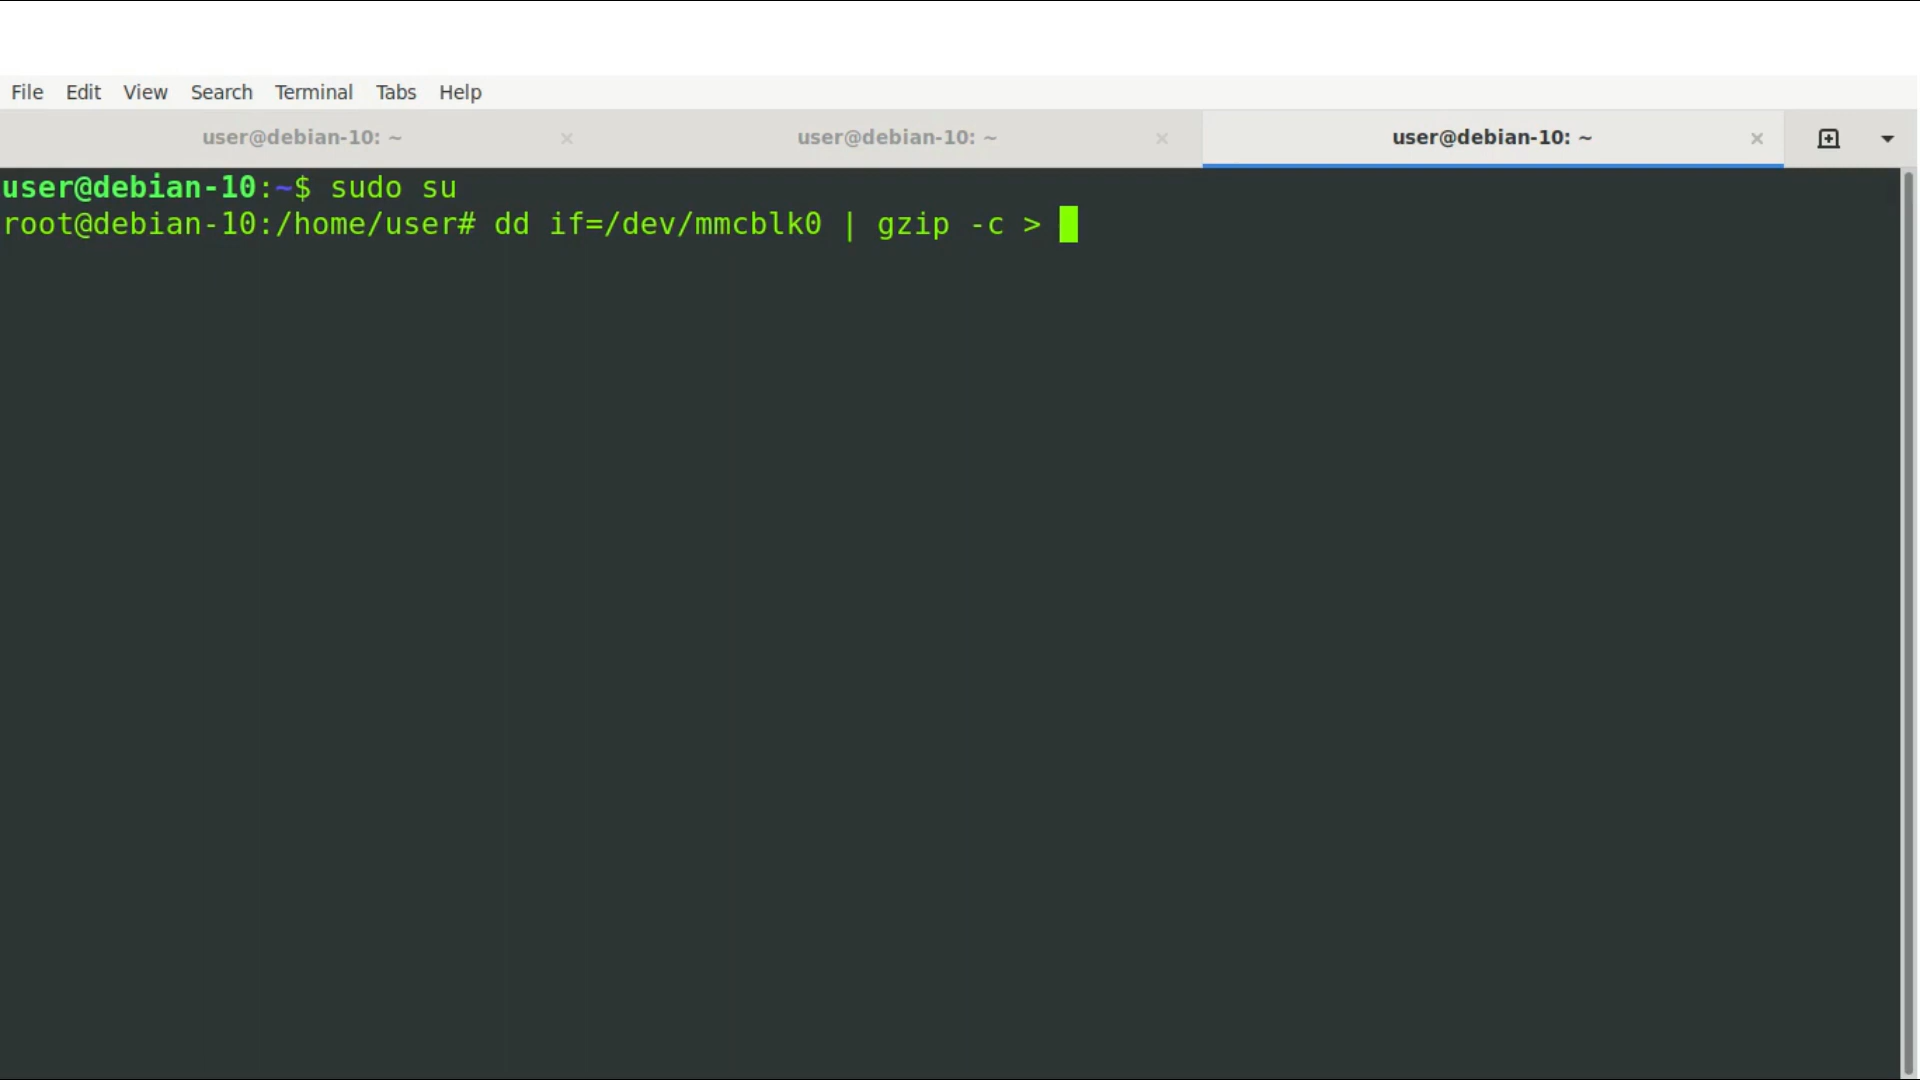 File Edit View Search Terminal Tabs Help
user@debian-10: ~ × user@debian-10: ~ × user@debian-10: ~ ×
user@debian-10:~$ sudo su
root@debian-10:/home/user# dd if=/dev/mmcblk0 | gzip -c >